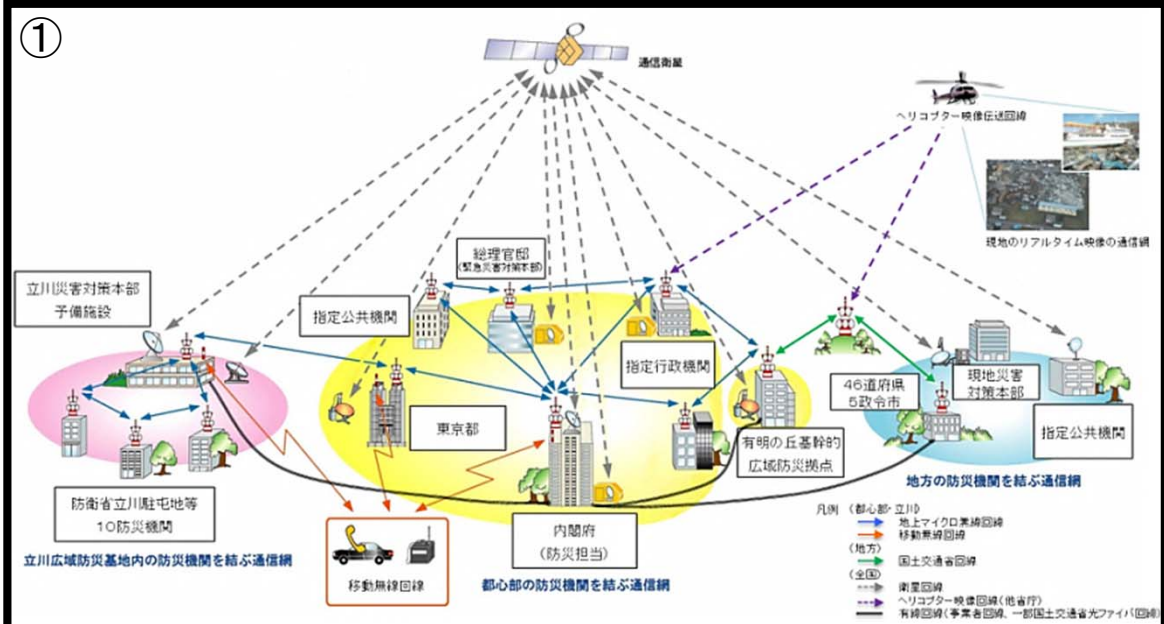 ①
通信衛星
ヘリコプター映像伝送回線
現地のリアルタイム映像の通信網
総理官邸
(緊急災害対策本部)
立川災害対策本部
予備施設
指定公共機関
指定行政機関
46道府県
5政令市
現地災害
対策本部
東京都
有明の丘基幹的
広域防災拠点
指定公共機関
地方の防災機関を結ぶ通信網
防衛省立川駐屯地等
10防災機関
内閣府
(防災担当)
立川広域防災基地内の防災機関を結ぶ通信網
移動無線回線
都心部の防災機関を結ぶ通信網
凡例 (都心部・立川)
地上マイクロ無線回線
移動無線回線
(地方)
国土交通省回線
(全国)
衛星回線
ヘリコプター映像回線(他省庁)
有線回線(事業者回線、一部国土交通省光ファイバ回線)